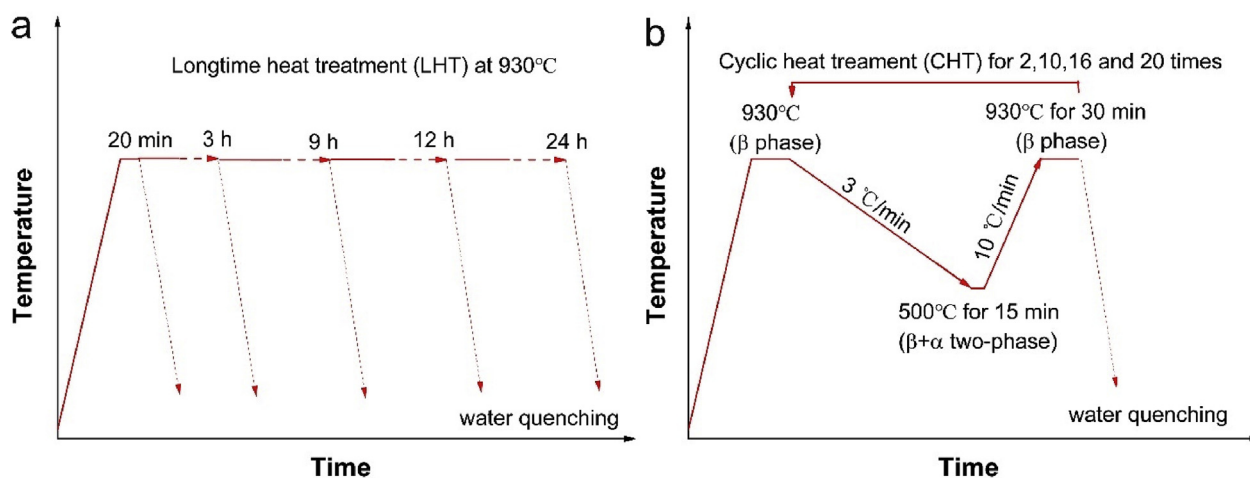 a
Longtime heat treatment (LHT) at 930℃
20 min
3 h
9 h
12 h
24 h
Temperature
water quenching
Time
b
Cyclic heat treament (CHT) for 2,10,16 and 20 times
930℃
(β phase)
930℃ for 30 min
(β phase)
3 ℃/min
10 ℃/min
500℃ for 15 min
(β+α two-phase)
Temperature
water quenching
Time